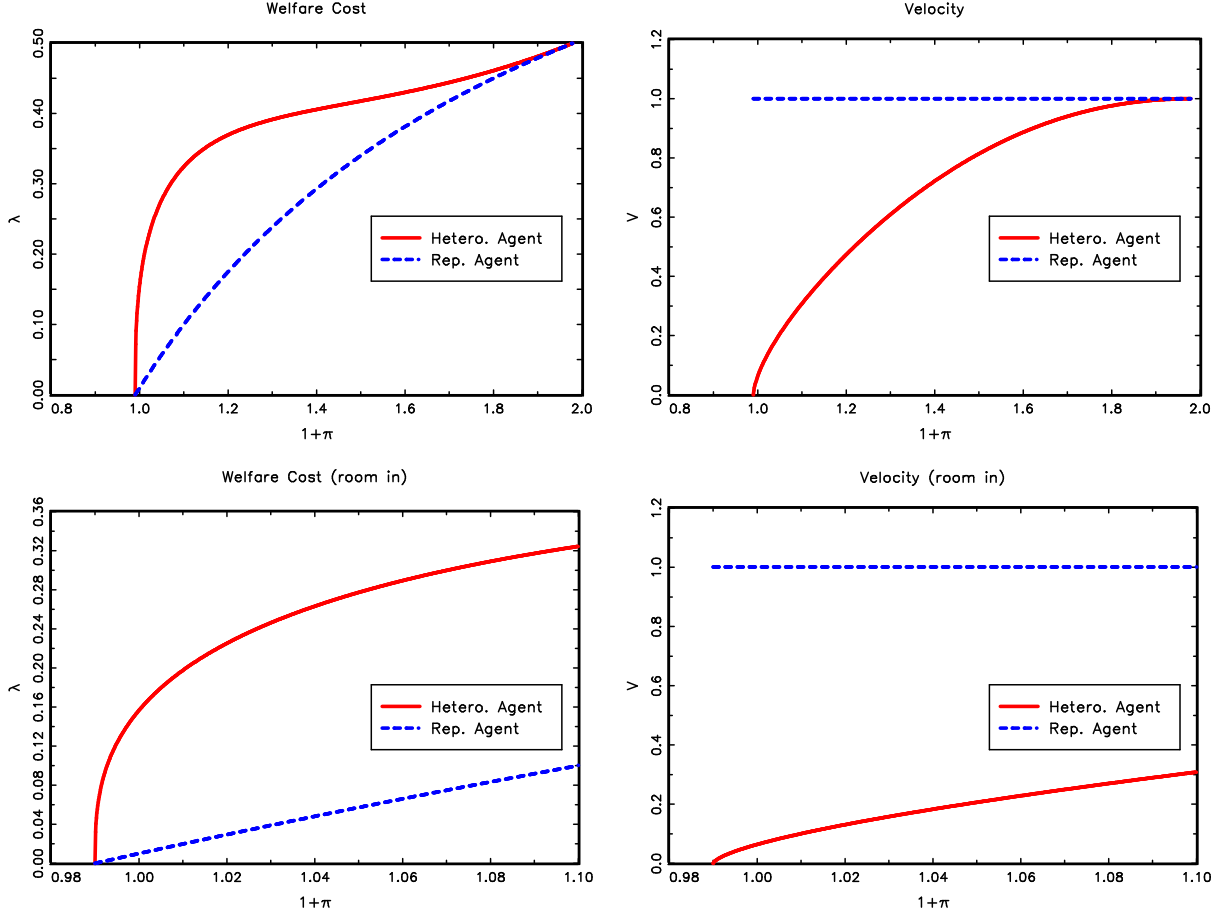 Welfare Cost
0.50
0.40
0.30
0.20
0.10
0.00
λ
Hetero. Agent
Rep. Agent
0.8 1.0 1.2 1.4 1.6 1.8 2.0
1+π
Velocity
1.2
1.0
0.8
0.6
0.4
0.2
0.0
V
Hetero. Agent
Rep. Agent
0.8 1.0 1.2 1.4 1.6 1.8 2.0
1+π
Welfare Cost (room in)
0.36
0.32
0.28
0.24
0.20
0.16
0.12
0.08
0.04
0.00
λ
Hetero. Agent
Rep. Agent
0.98 1.00 1.02 1.04 1.06 1.08 1.10
1+π
Velocity (room in)
1.2
1.0
0.8
0.6
0.4
0.2
0.0
V
Hetero. Agent
Rep. Agent
0.98 1.00 1.02 1.04 1.06 1.08 1.10
1+π